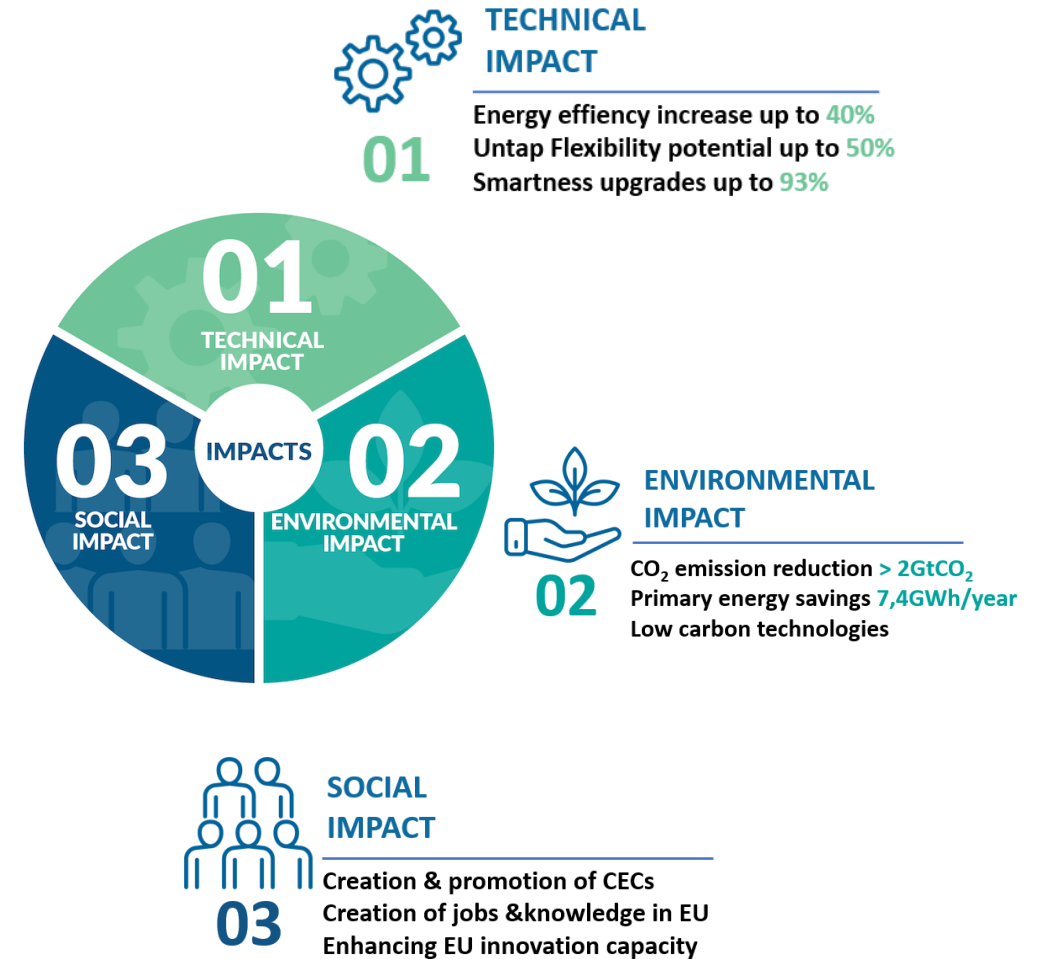 TECHNICAL
IMPACT
Energy effiency increase up to 40%
Untap Flexibility potential up to 50%
Smartness upgrades up to 93%
01
01
TECHNICAL
IMPACT
IMPACTS
03
SOCIAL
IMPACT
02
ENVIRONMENTAL
IMPACT
ENVIRONMENTAL
IMPACT
02
CO₂ emission reduction > 2GtCO₂
Primary energy savings 7,4GWh/year
Low carbon technologies
SOCIAL
IMPACT
03
Creation & promotion of CECs
Creation of jobs &knowledge in EU
Enhancing EU innovation capacity